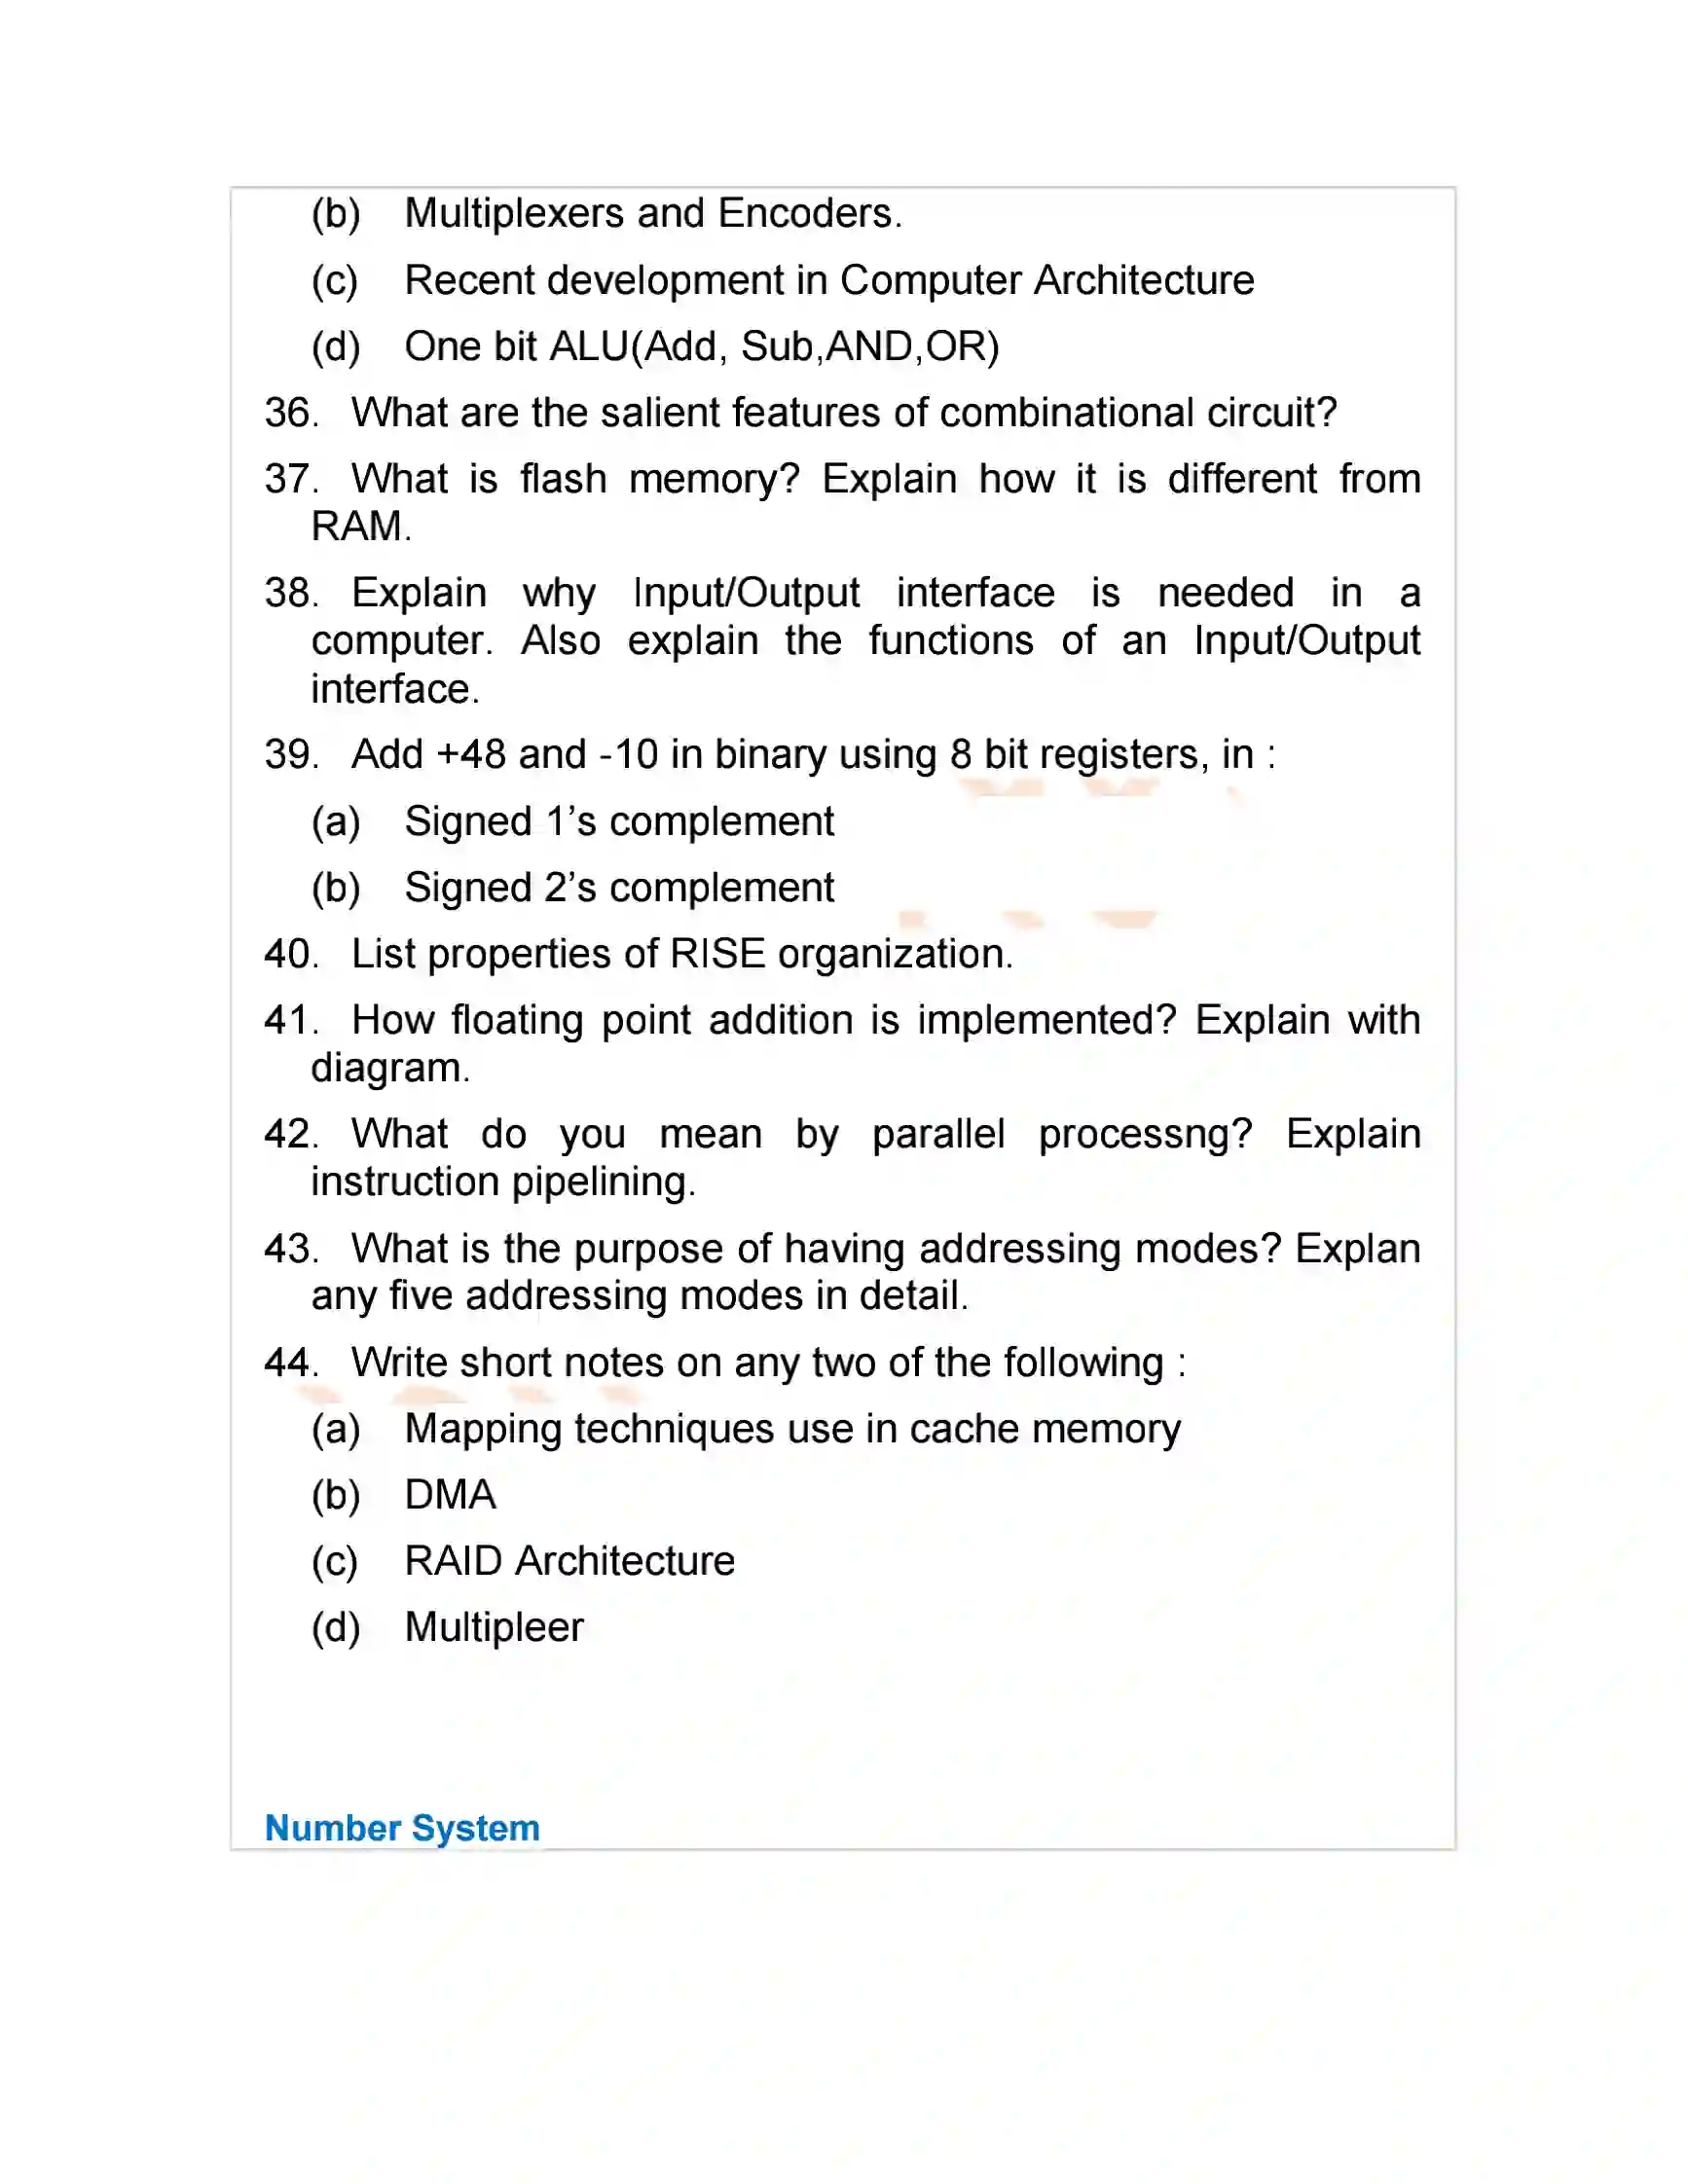 (b) Multiplexers and Encoders.
(c) Recent development in Computer Architecture
(d) One bit ALU(Add, Sub,AND,OR)
36. What are the salient features of combinational circuit?
37. What is flash memory? Explain how it is different from
RAM.
38. Explain why Input/Output interface is needed in a
computer. Also explain the functions of an Input/Output
interface.
39. Add +48 and -10 in binary using 8 bit registers, in :
(a) Signed 1’s complement
(b) Signed 2’s complement
40. List properties of RISE organization.
41. How floating point addition is implemented? Explain with
diagram.
42. What do you mean by parallel processng? Explain
instruction pipelining.
43. What is the purpose of having addressing modes? Explan
any five addressing modes in detail.
44. Write short notes on any two of the following :
(a) Mapping techniques use in cache memory
(b) DMA
(c) RAID Architecture
(d) Multipleer
Number System